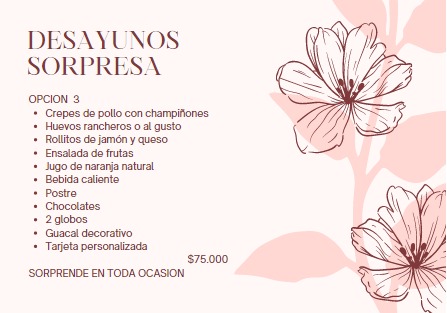 DESAYUNOS
SORPRESA
OPCION 3
• Crepes de pollo con champiñones
• Huevos rancheros o al gusto
• Rollitos de jamón y queso
• Ensalada de frutas
• Jugo de naranja natural
• Bebida caliente
• Postre
• Chocolates
• 2 globos
• Guacal decorativo
• Tarjeta personalizada
$75.000
SORPRENDE EN TODA OCASION